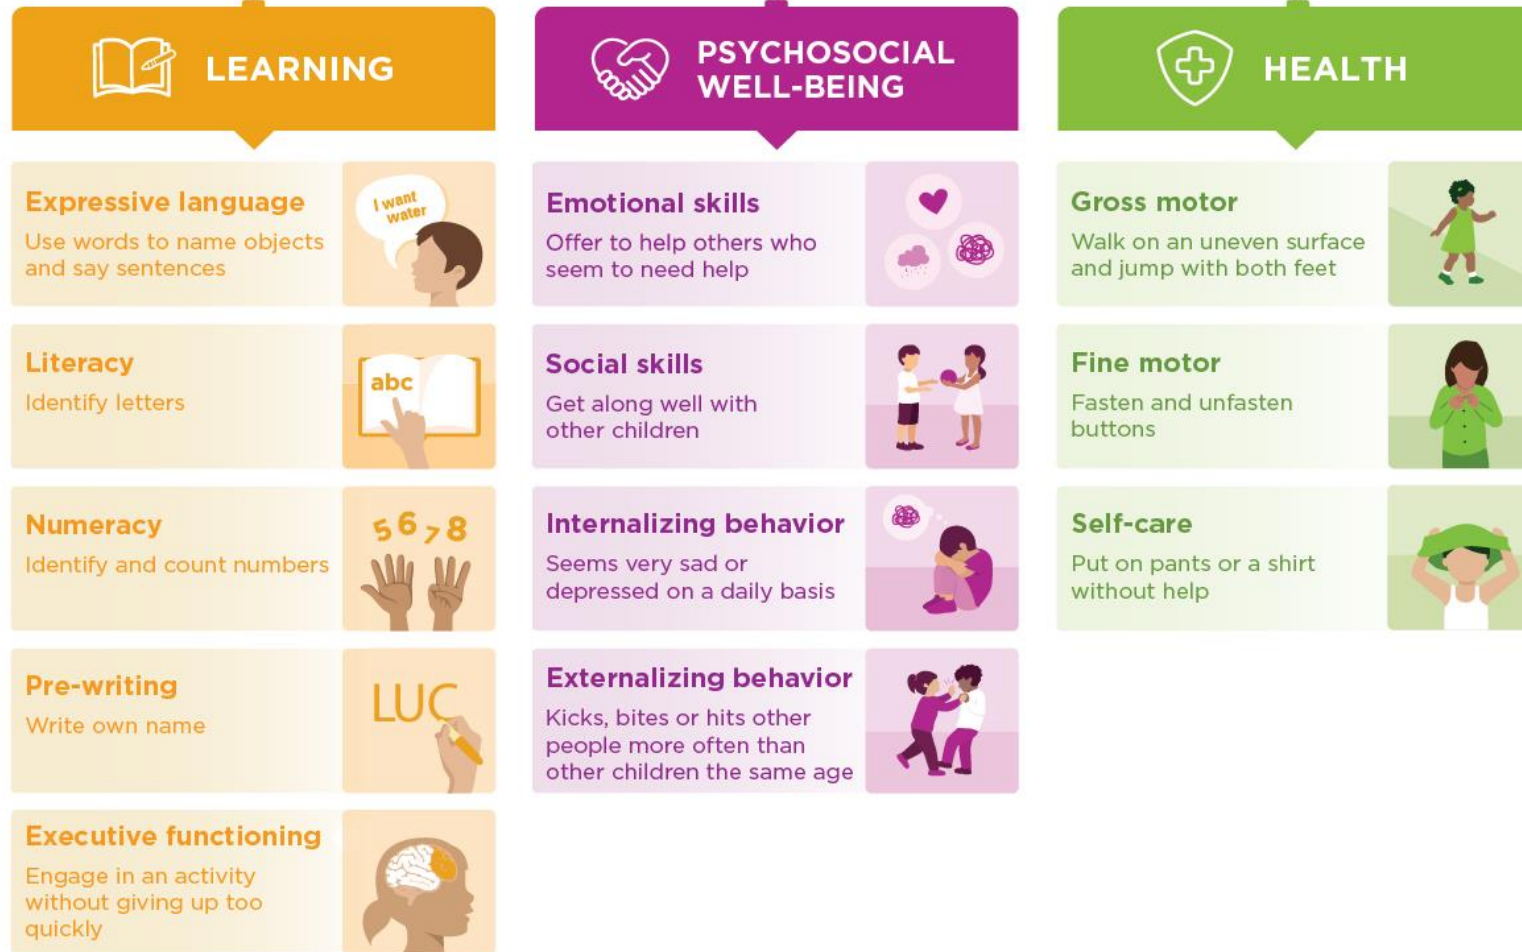 LEARNING
Expressive language
Use words to name objects
and say sentences
I want
water
Literacy
Identify letters
abc
Numeracy
Identify and count numbers
5 6 7 8
Pre-writing
Write own name
LUC
Executive functioning
Engage in an activity
without giving up too
quickly
PSYCHOSOCIAL
WELL-BEING
Emotional skills
Offer to help others who
seem to need help
Social skills
Get along well with
other children
Internalizing behavior
Seems very sad or
depressed on a daily basis
Externalizing behavior
Kicks, bites or hits other
people more often than
other children the same age
HEALTH
Gross motor
Walk on an uneven surface
and jump with both feet
Fine motor
Fasten and unfasten
buttons
Self-care
Put on pants or a shirt
without help